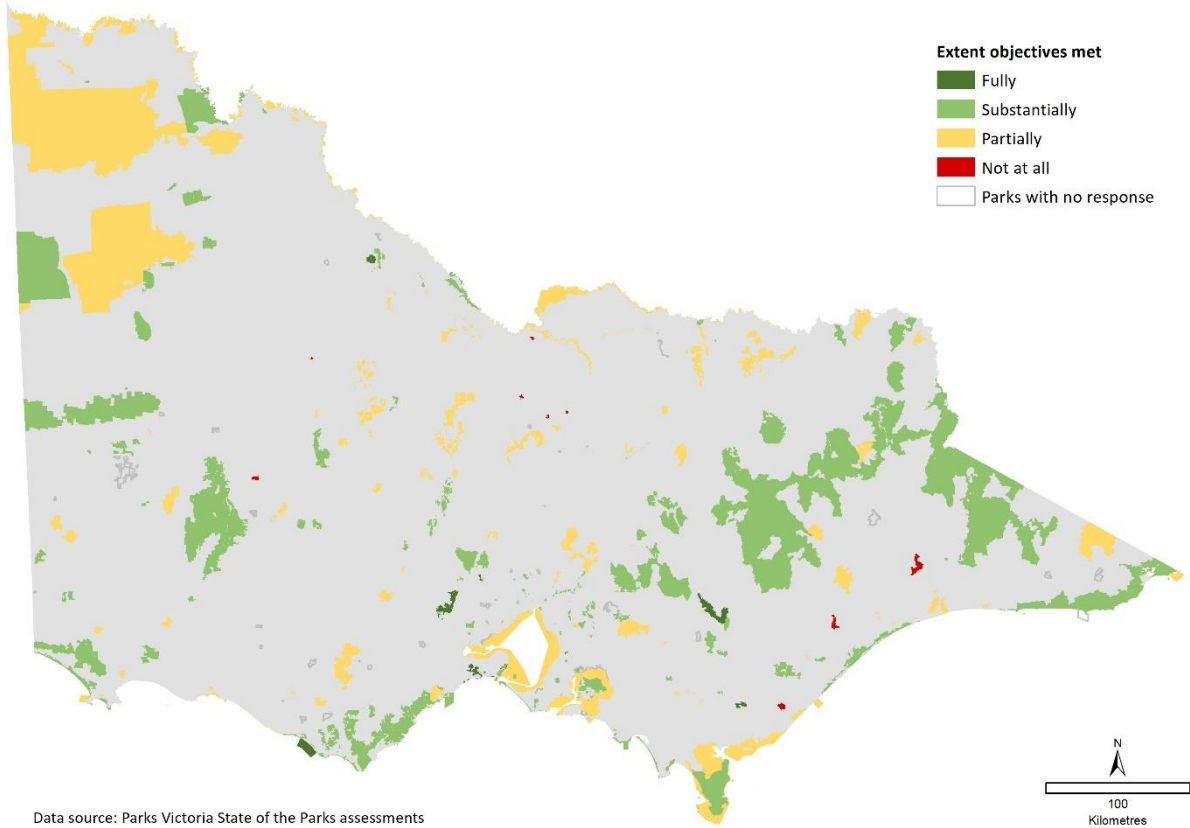 Extent objectives met
Fully
Substantially
Partially
Not at all
Parks with no response
N
100
Kilometres
Data source: Parks Victoria State of the Parks assessments